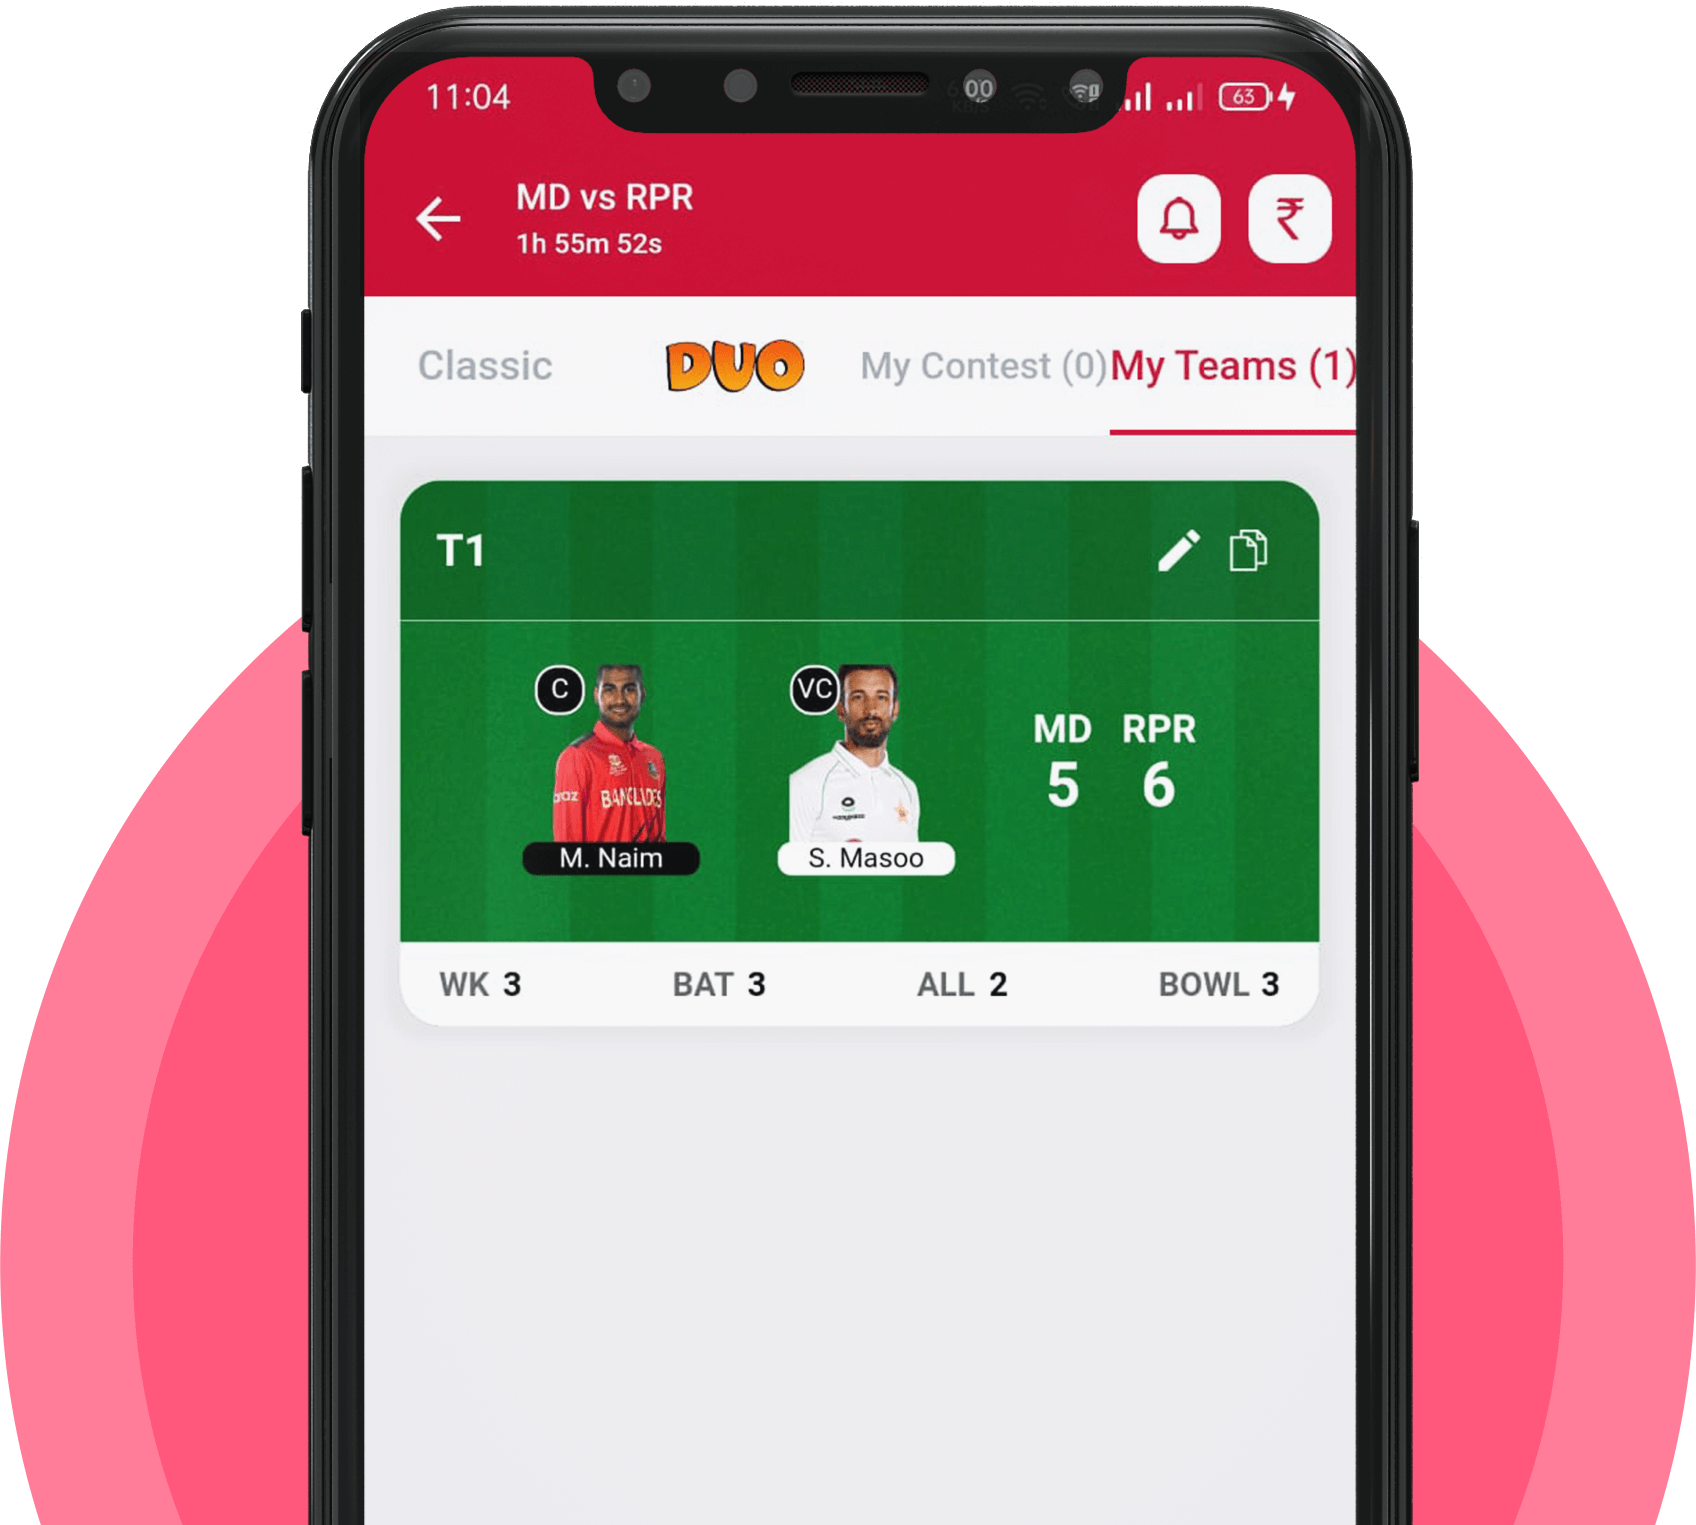 11:04
00
63
MD vs RPR
1h 55m 52s
₹
Classic
DUO
My Contest (0)
My Teams (1)
T1
C
VC
MD RPR
5 6
M. Naim
S. Masoo
WK 3
BAT 3
ALL 2
BOWL 3